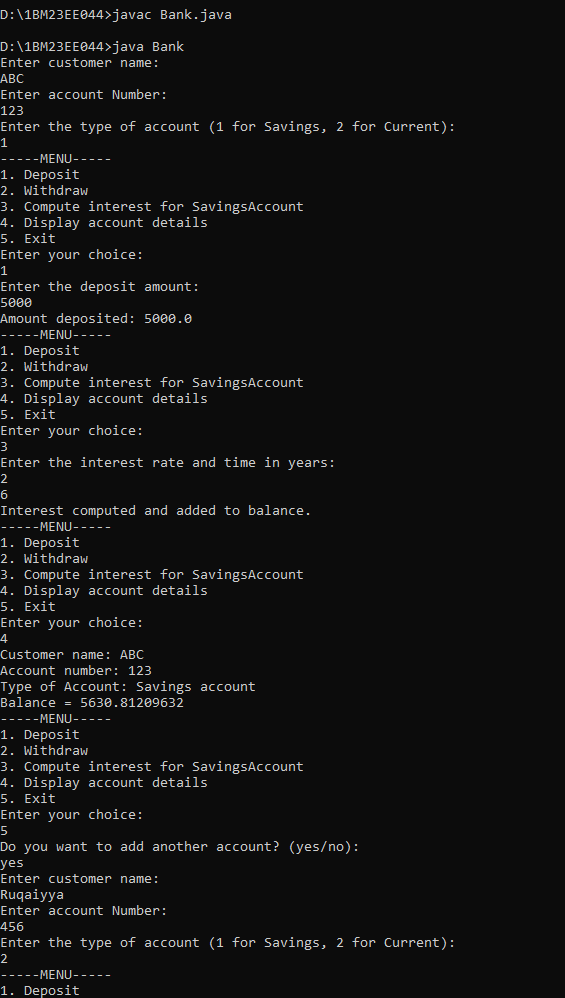 D:\1BM23EE044>javac Bank.java
D:\1BM23EE044>java Bank
Enter customer name:
ABC
Enter account Number:
123
Enter the type of account (1 for Savings, 2 for Current):
1
-----MENU-----
1. Deposit
2. Withdraw
3. Compute interest for SavingsAccount
4. Display account details
5. Exit
Enter your choice:
1
Enter the deposit amount:
5000
Amount deposited: 5000.0
-----MENU-----
1. Deposit
2. Withdraw
3. Compute interest for SavingsAccount
4. Display account details
5. Exit
Enter your choice:
3
Enter the interest rate and time in years:
2
6
Interest computed and added to balance.
-----MENU-----
1. Deposit
2. Withdraw
3. Compute interest for SavingsAccount
4. Display account details
5. Exit
Enter your choice:
4
Customer name: ABC
Account number: 123
Type of Account: Savings account
Balance = 5630.81209632
-----MENU-----
1. Deposit
2. Withdraw
3. Compute interest for SavingsAccount
4. Display account details
5. Exit
Enter your choice:
5
Do you want to add another account? (yes/no):
yes
Enter customer name:
Ruqaiyya
Enter account Number:
456
Enter the type of account (1 for Savings, 2 for Current):
2
-----MENU-----
1. Deposit